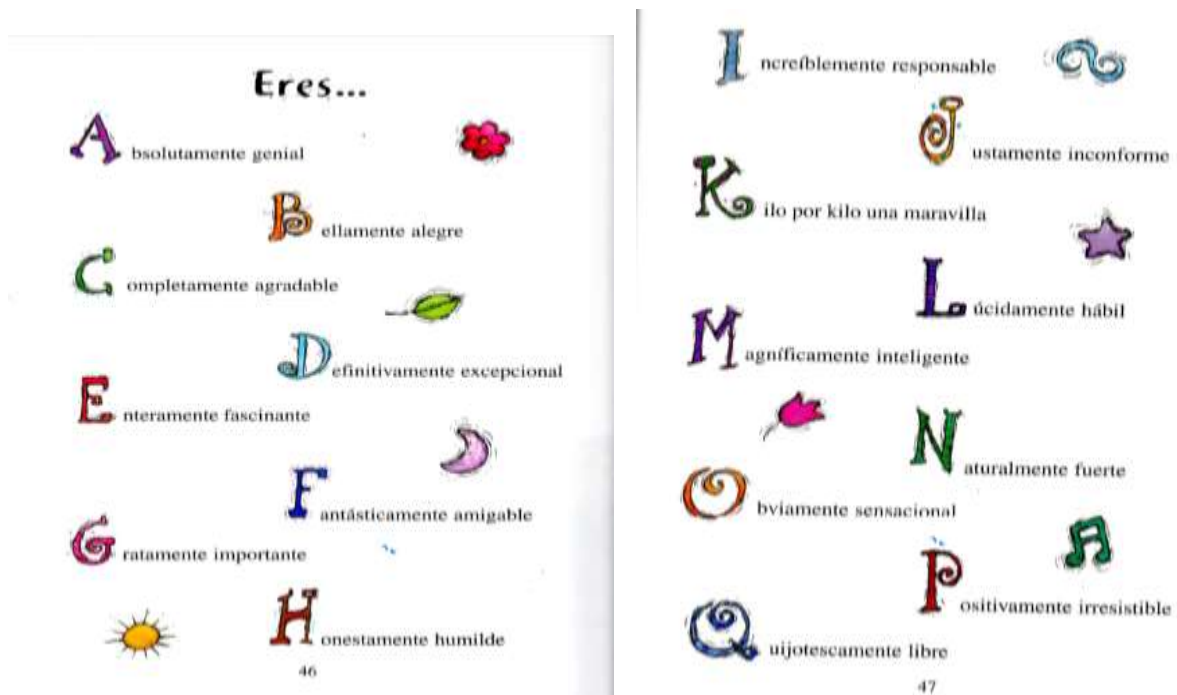 Eres...
Absolutamente genial
Bellamente alegre
Completamente agradable
Definitivamente excepcional
Enteramente fascinante
Fantásticamente amigable
Gratamente importante
Honestamente humilde
46
Increíblemente responsable
Justamente inconforme
Kilo por kilo una maravilla
Lúcidamente hábil
Magníficamente inteligente
Naturalmente fuerte
Obviamente sensacional
Positivamente irresistible
Quijotescamente libre
47